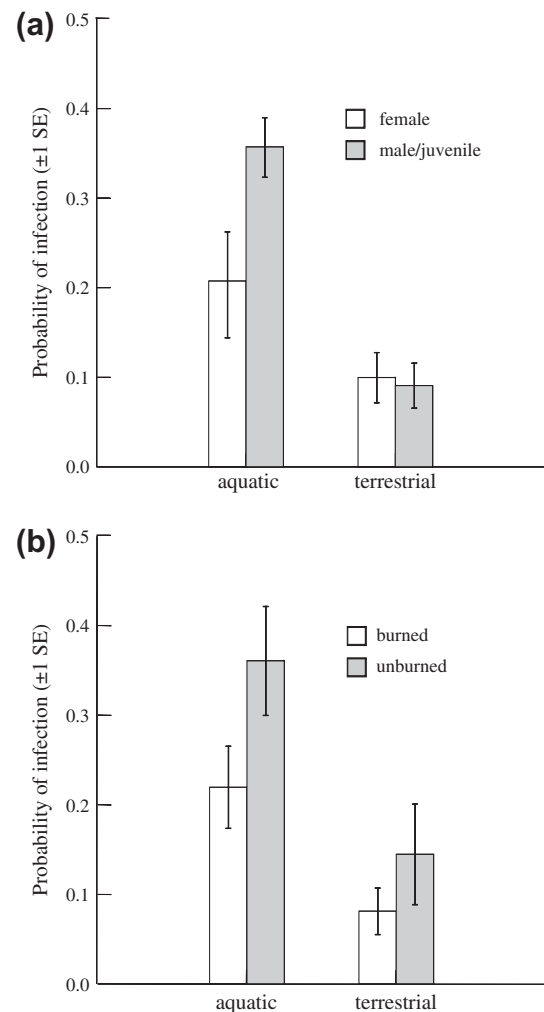 (a)
Probability of infection (±1 SE)
0.5
0.4
0.3
0.2
0.1
0.0
female
male/juvenile
aquatic terrestrial
(b)
Probability of infection (±1 SE)
0.5
0.4
0.3
0.2
0.1
0.0
burned
unburned
aquatic terrestrial